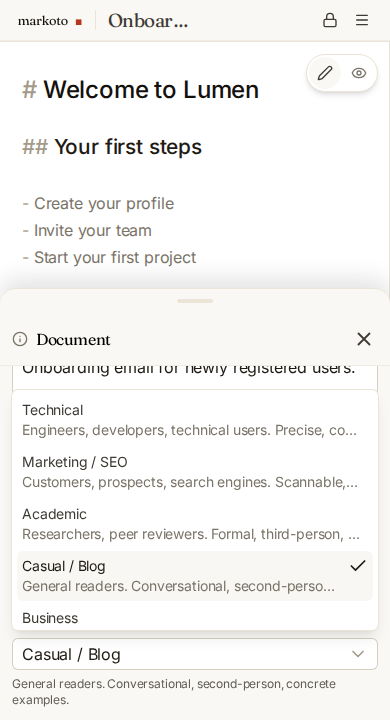 markoto
Onboar...
# Welcome to Lumen
## Your first steps
- Create your profile
- Invite your team
- Start your first project
Document
Onboarding email for newly registered users.
Technical
Engineers, developers, technical users. Precise, co...
Marketing / SEO
Customers, prospects, search engines. Scannable,...
Academic
Researchers, peer reviewers. Formal, third-person, ...
Casual / Blog
General readers. Conversational, second-perso...
Business
Casual / Blog
General readers. Conversational, second-person, concrete
examples.